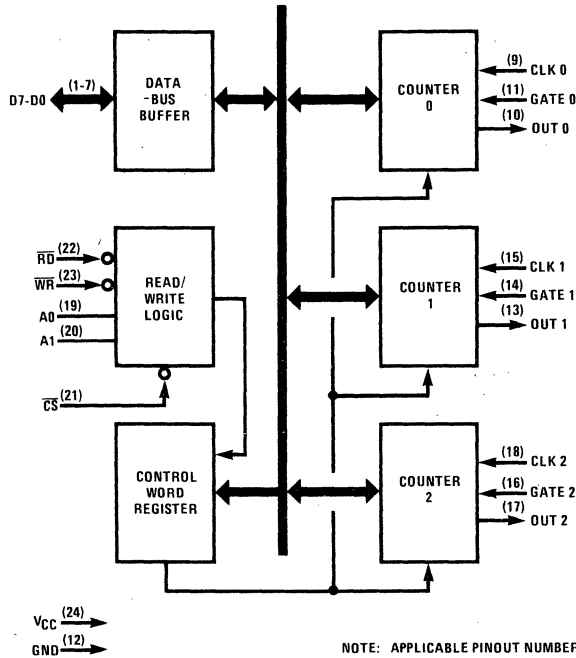 D7-D0
(1-7)
DATA
-BUS
BUFFER
COUNTER
0
(9)
CLK 0
(11)
GATE 0
(10)
OUT 0
RD
(22)
WR
(23)
A0
(19)
A1
(20)
READ/
WRITE
LOGIC
CS
(21)
COUNTER
1
(15)
CLK 1
(14)
GATE 1
(13)
OUT 1
CONTROL
WORD
REGISTER
COUNTER
2
(18)
CLK 2
(16)
GATE 2
(17)
OUT 2
VCC
(24)
GND
(12)
NOTE: APPLICABLE PINOUT NUMBER